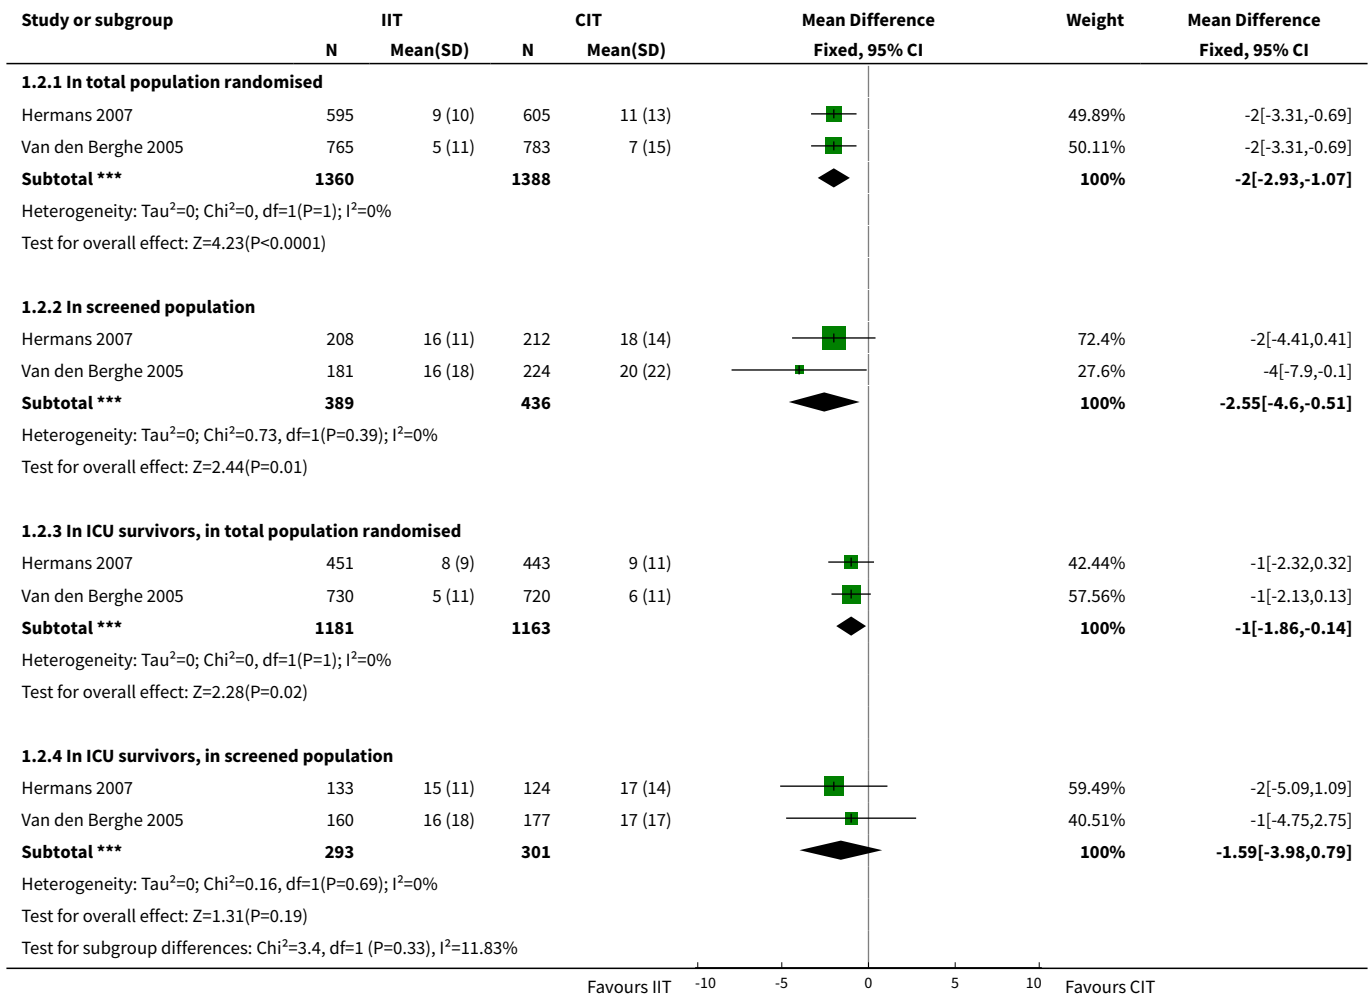 Study or subgroup IIT CIT Mean Difference Weight Mean Difference
N Mean(SD) N Mean(SD) Fixed, 95% CI Fixed, 95% CI
1.2.1 In total population randomised
Hermans 2007 595 9 (10) 605 11 (13) 49.89% -2[-3.31,-0.69]
Van den Berghe 2005 765 5 (11) 783 7 (15) 50.11% -2[-3.31,-0.69]
Subtotal *** 1360 1388 100% -2[-2.93,-1.07]
Heterogeneity: Tau²=0; Chi²=0, df=1(P=1); I²=0%
Test for overall effect: Z=4.23(P<0.0001)
1.2.2 In screened population
Hermans 2007 208 16 (11) 212 18 (14) 72.4% -2[-4.41,0.41]
Van den Berghe 2005 181 16 (18) 224 20 (22) 27.6% -4[-7.9,-0.1]
Subtotal *** 389 436 100% -2.55[-4.6,-0.51]
Heterogeneity: Tau²=0; Chi²=0.73, df=1(P=0.39); I²=0%
Test for overall effect: Z=2.44(P=0.01)
1.2.3 In ICU survivors, in total population randomised
Hermans 2007 451 8 (9) 443 9 (11) 42.44% -1[-2.32,0.32]
Van den Berghe 2005 730 5 (11) 720 6 (11) 57.56% -1[-2.13,0.13]
Subtotal *** 1181 1163 100% -1[-1.86,-0.14]
Heterogeneity: Tau²=0; Chi²=0, df=1(P=1); I²=0%
Test for overall effect: Z=2.28(P=0.02)
1.2.4 In ICU survivors, in screened population
Hermans 2007 133 15 (11) 124 17 (14) 59.49% -2[-5.09,1.09]
Van den Berghe 2005 160 16 (18) 177 17 (17) 40.51% -1[-4.75,2.75]
Subtotal *** 293 301 100% -1.59[-3.98,0.79]
Heterogeneity: Tau²=0; Chi²=0.16, df=1(P=0.69); I²=0%
Test for overall effect: Z=1.31(P=0.19)
Test for subgroup differences: Chi²=3.4, df=1 (P=0.33), I²=11.83%
Favours IIT -10 -5 0 5 10 Favours CIT